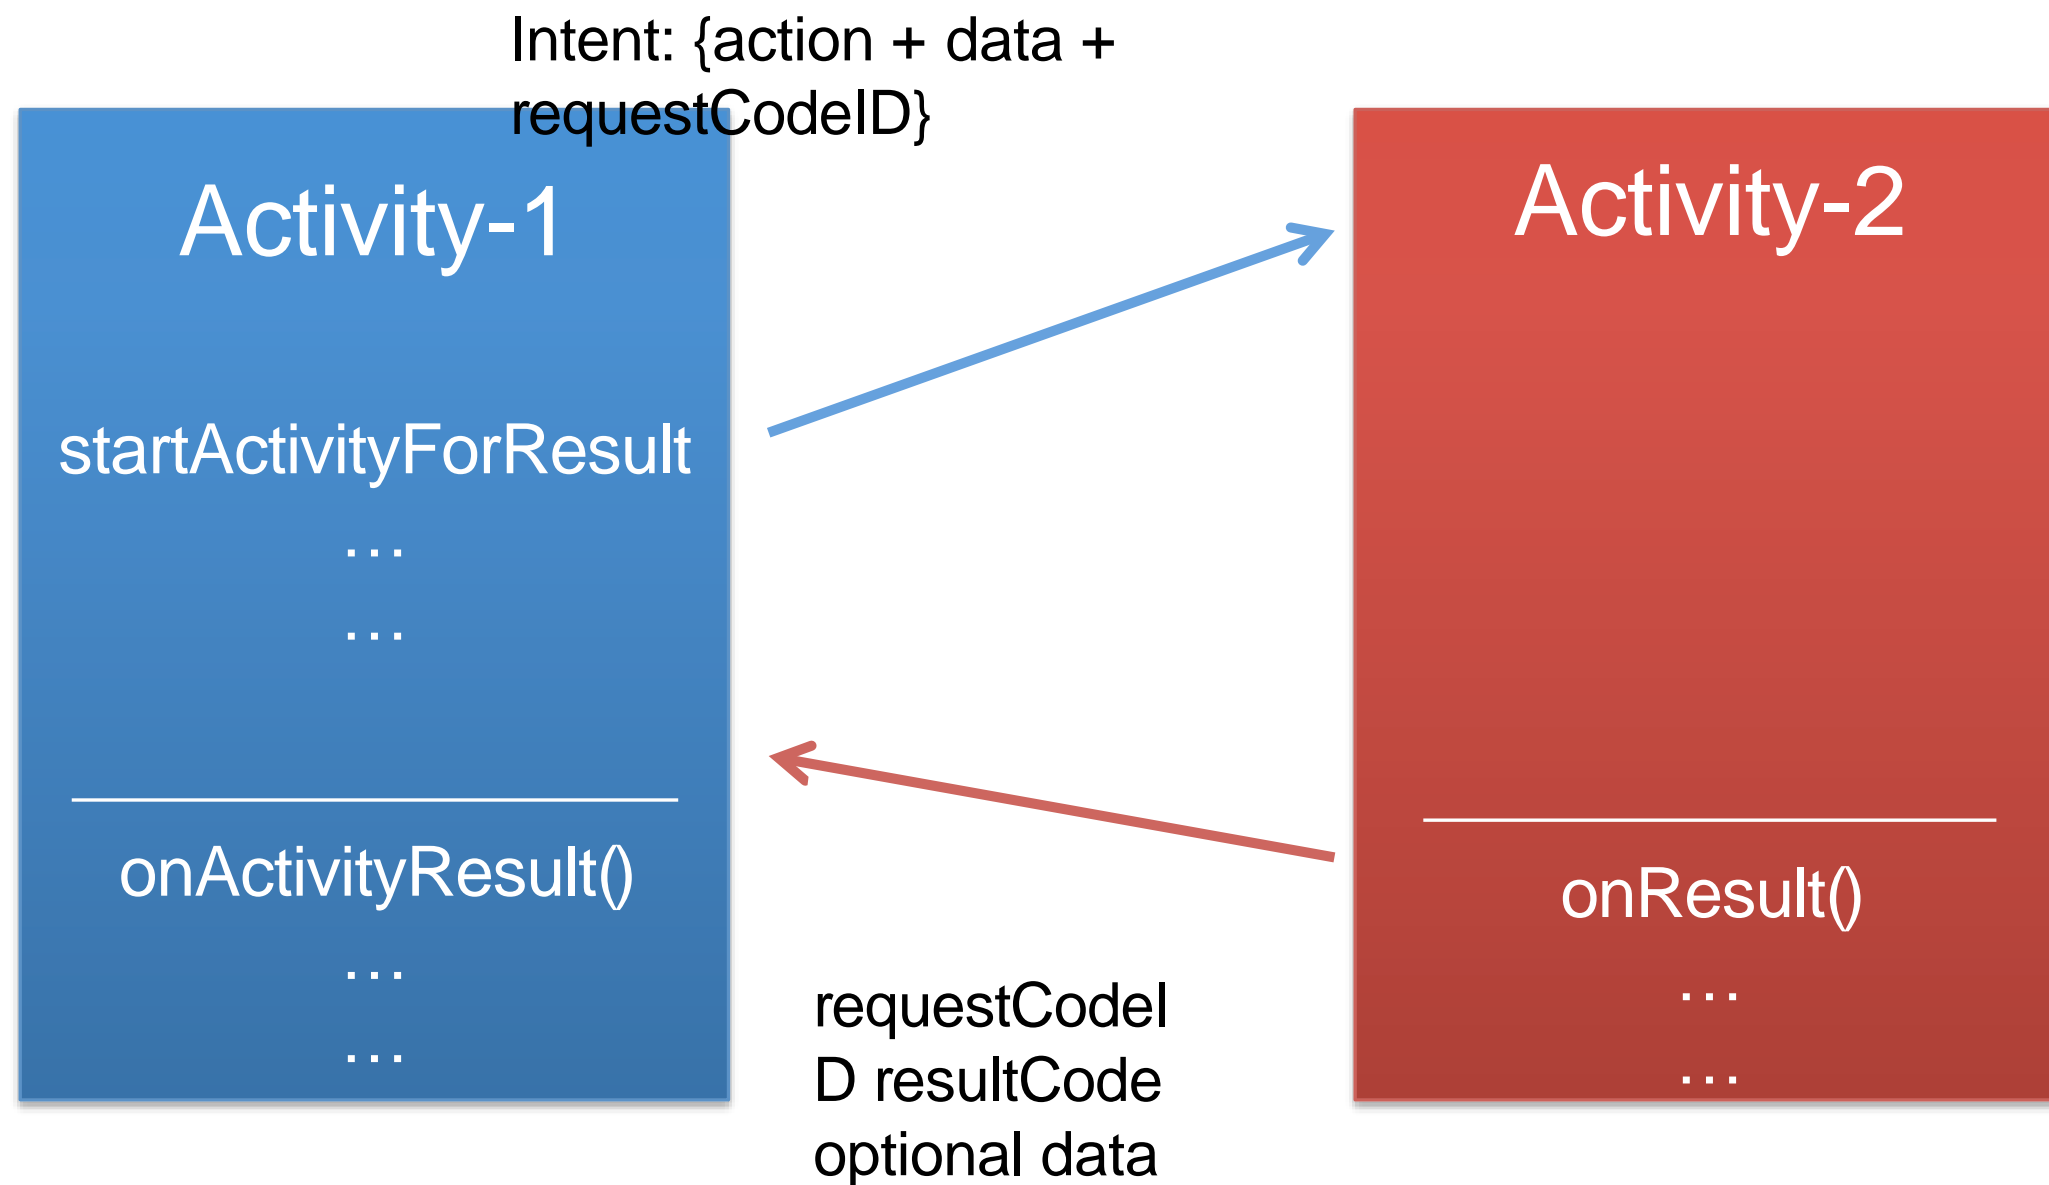 Intent: {action + data +
requestCodeID}
Activity-1
startActivityForResult
…
…
onActivityResult()
…
…
Activity-2
onResult()
…
…
requestCodeI
D resultCode
optional data